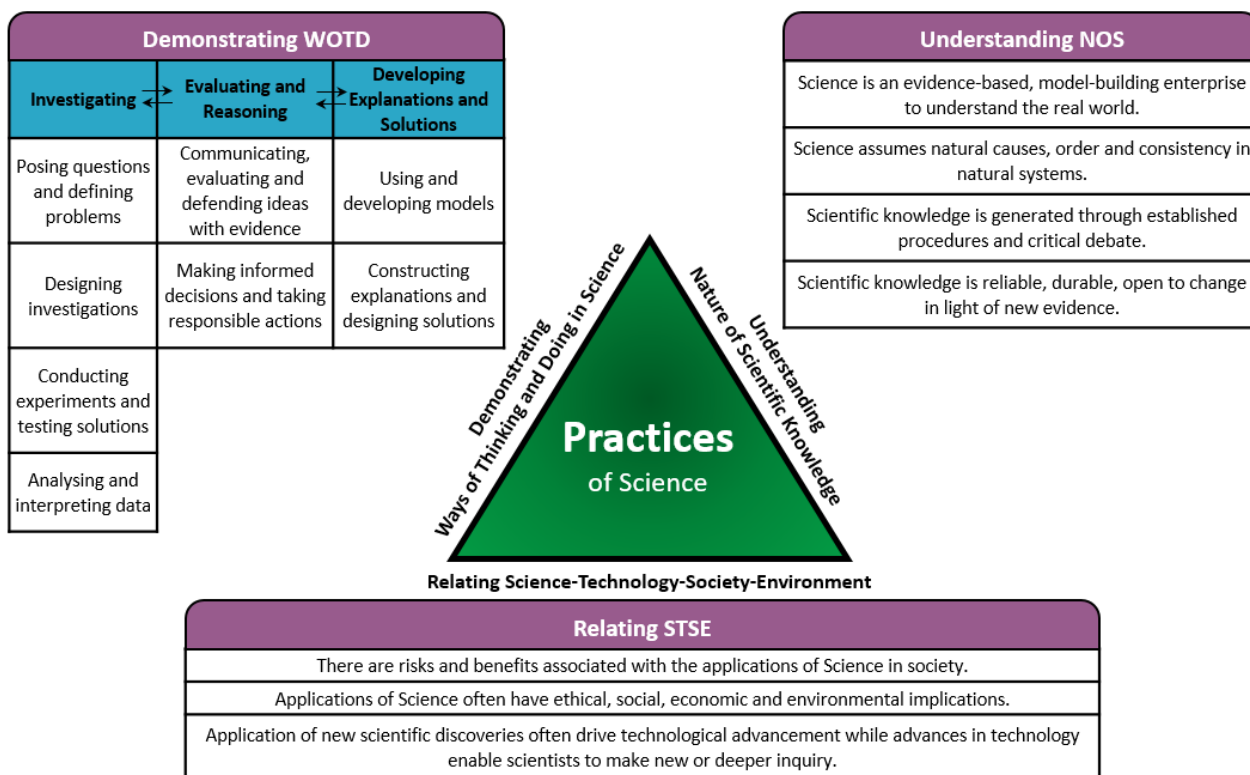 Demonstrating WOTD
Investigating
Evaluating and
Reasoning
Developing
Explanations and
Solutions
Posing questions
and defining
problems
Communicating,
evaluating and
defending ideas
with evidence
Using and
developing models
Designing
investigations
Making informed
decisions and taking
responsible actions
Constructing
explanations and
designing solutions
Conducting
experiments and
testing solutions
Analysing and
interpreting data
Understanding NOS
Science is an evidence-based, model-building enterprise
to understand the real world.
Science assumes natural causes, order and consistency in
natural systems.
Scientific knowledge is generated through established
procedures and critical debate.
Scientific knowledge is reliable, durable, open to change
in light of new evidence.
Demonstrating
Ways of Thinking and Doing in Science
Understanding
Nature of Scientific Knowledge
Practices
of Science
Relating Science-Technology-Society-Environment
Relating STSE
There are risks and benefits associated with the applications of Science in society.
Applications of Science often have ethical, social, economic and environmental implications.
Application of new scientific discoveries often drive technological advancement while advances in technology
enable scientists to make new or deeper inquiry.